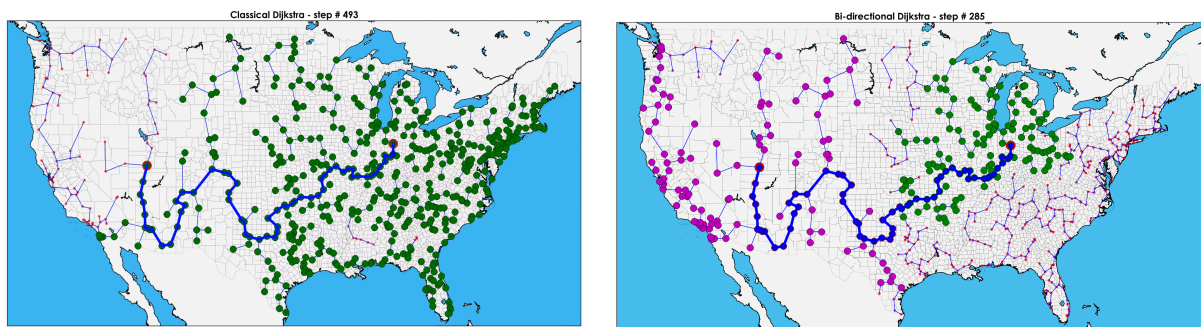 Classical Dijkstra - step # 493
Bi-directional Dijkstra - step # 285